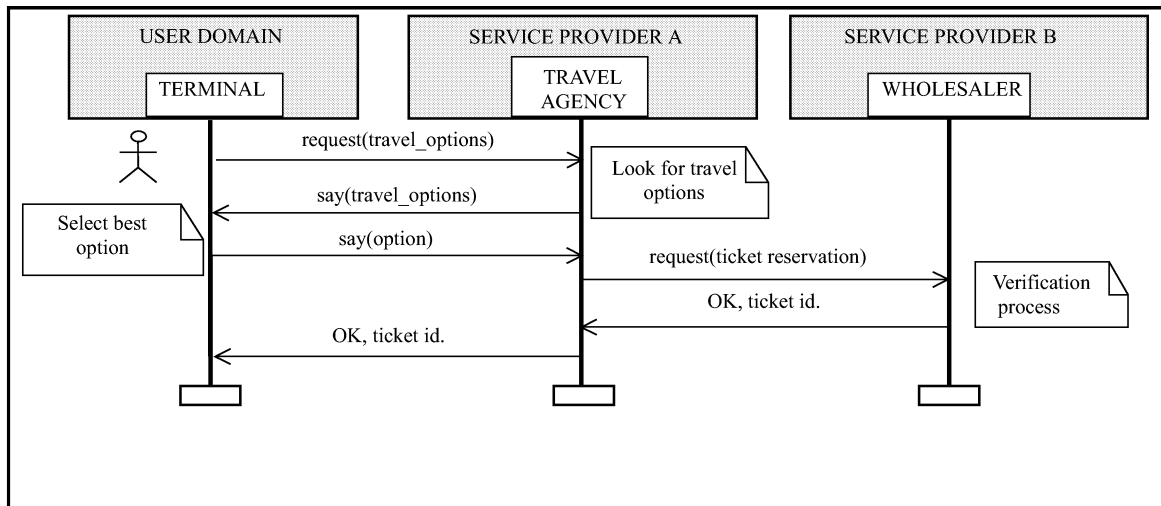 USER DOMAIN
SERVICE PROVIDER A
SERVICE PROVIDER B
TERMINAL
TRAVEL
AGENCY
WHOLESALER
request(travel_options)
Look for travel
options
say(travel_options)
Select best
option
say(option)
request(ticket reservation)
Verification
process
OK, ticket id.
OK, ticket id.